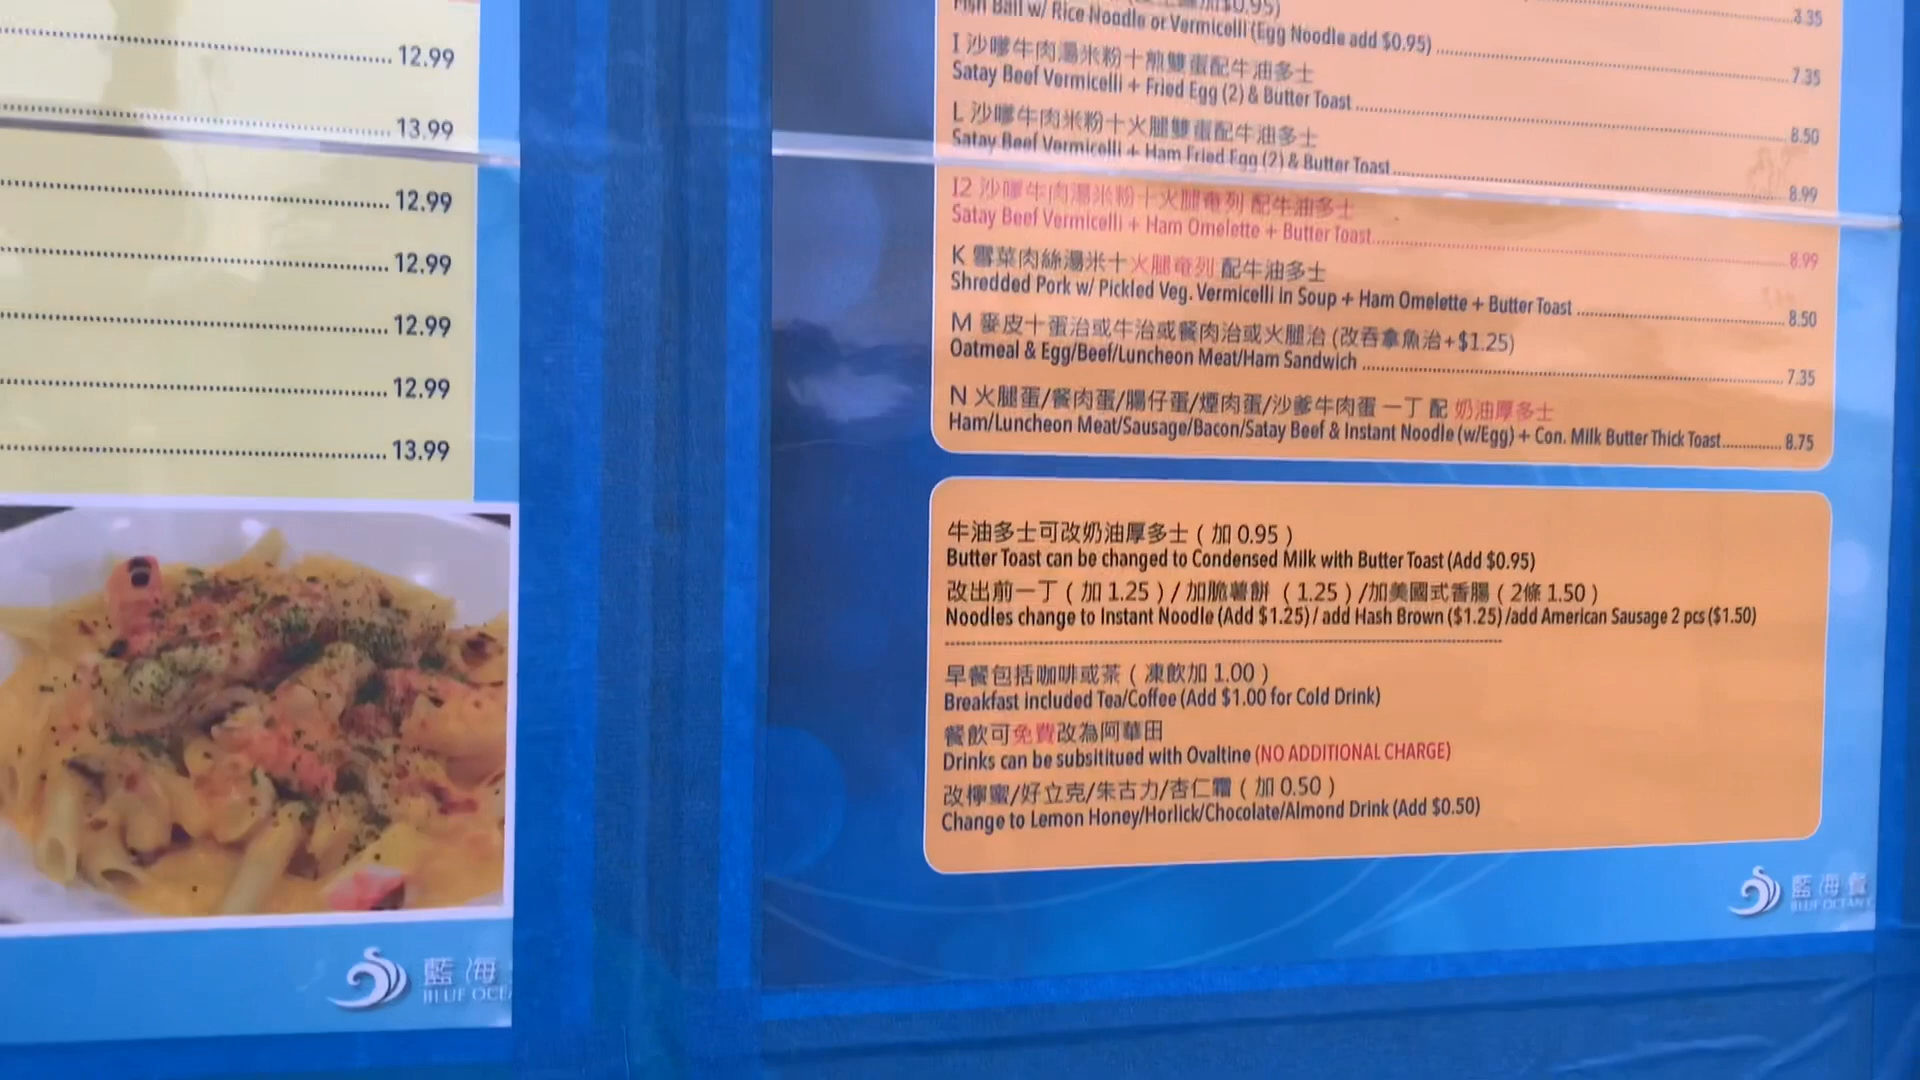 12.99
13.99
12.99
12.99
12.99
12.99
13.99
藍海
BLUE OCE
8.35
Fish Ball w/ Rice Noodle or Vermicelli (Egg Noodle add $0.95)
I 沙嗲牛肉湯米粉十煎雙蛋配牛油多士
Satay Beef Vermicelli + Fried Egg (2) & Butter Toast 7.35
L 沙嗲牛肉米粉十火腿雙蛋配牛油多士
Satay Beef Vermicelli + Ham Fried Egg (2) & Butter Toast 8.50
8.99
I2 沙嗲牛肉湯米粉十火腿奄列 配牛油多士
Satay Beef Vermicelli + Ham Omelette + Butter Toast 8.99
K 雪菜肉絲湯米十火腿奄列 配牛油多士
Shredded Pork w/ Pickled Veg. Vermicelli in Soup + Ham Omelette + Butter Toast 8.50
M 麥皮十蛋治或牛治或餐肉治或火腿治 (改吞拿魚治+$1.25)
Oatmeal & Egg/Beef/Luncheon Meat/Ham Sandwich 7.35
N 火腿蛋/餐肉蛋/腸仔蛋/煙肉蛋/沙爹牛肉蛋 一丁 配 奶油厚多士
Ham/Luncheon Meat/Sausage/Bacon/Satay Beef & Instant Noodle (w/Egg) + Con. Milk Butter Thick Toast 8.75
牛油多士可改奶油厚多士 ( 加 0.95 )
Butter Toast can be changed to Condensed Milk with Butter Toast (Add $0.95)
改出前一丁 ( 加 1.25 ) / 加脆薯餅 ( 1.25 ) /加美國式香腸 ( 2條 1.50 )
Noodles change to Instant Noodle (Add $1.25) / add Hash Brown ($1.25) /add American Sausage 2 pcs ($1.50)
早餐包括咖啡或茶 ( 凍飲加 1.00 )
Breakfast included Tea/Coffee (Add $1.00 for Cold Drink)
餐飲可免費改為阿華田
Drinks can be subsititued with Ovaltine (NO ADDITIONAL CHARGE)
改檸蜜/好立克/朱古力/杏仁霜 ( 加 0.50 )
Change to Lemon Honey/Horlick/Chocolate/Almond Drink (Add $0.50)
藍海餐
BLUE OCEAN C